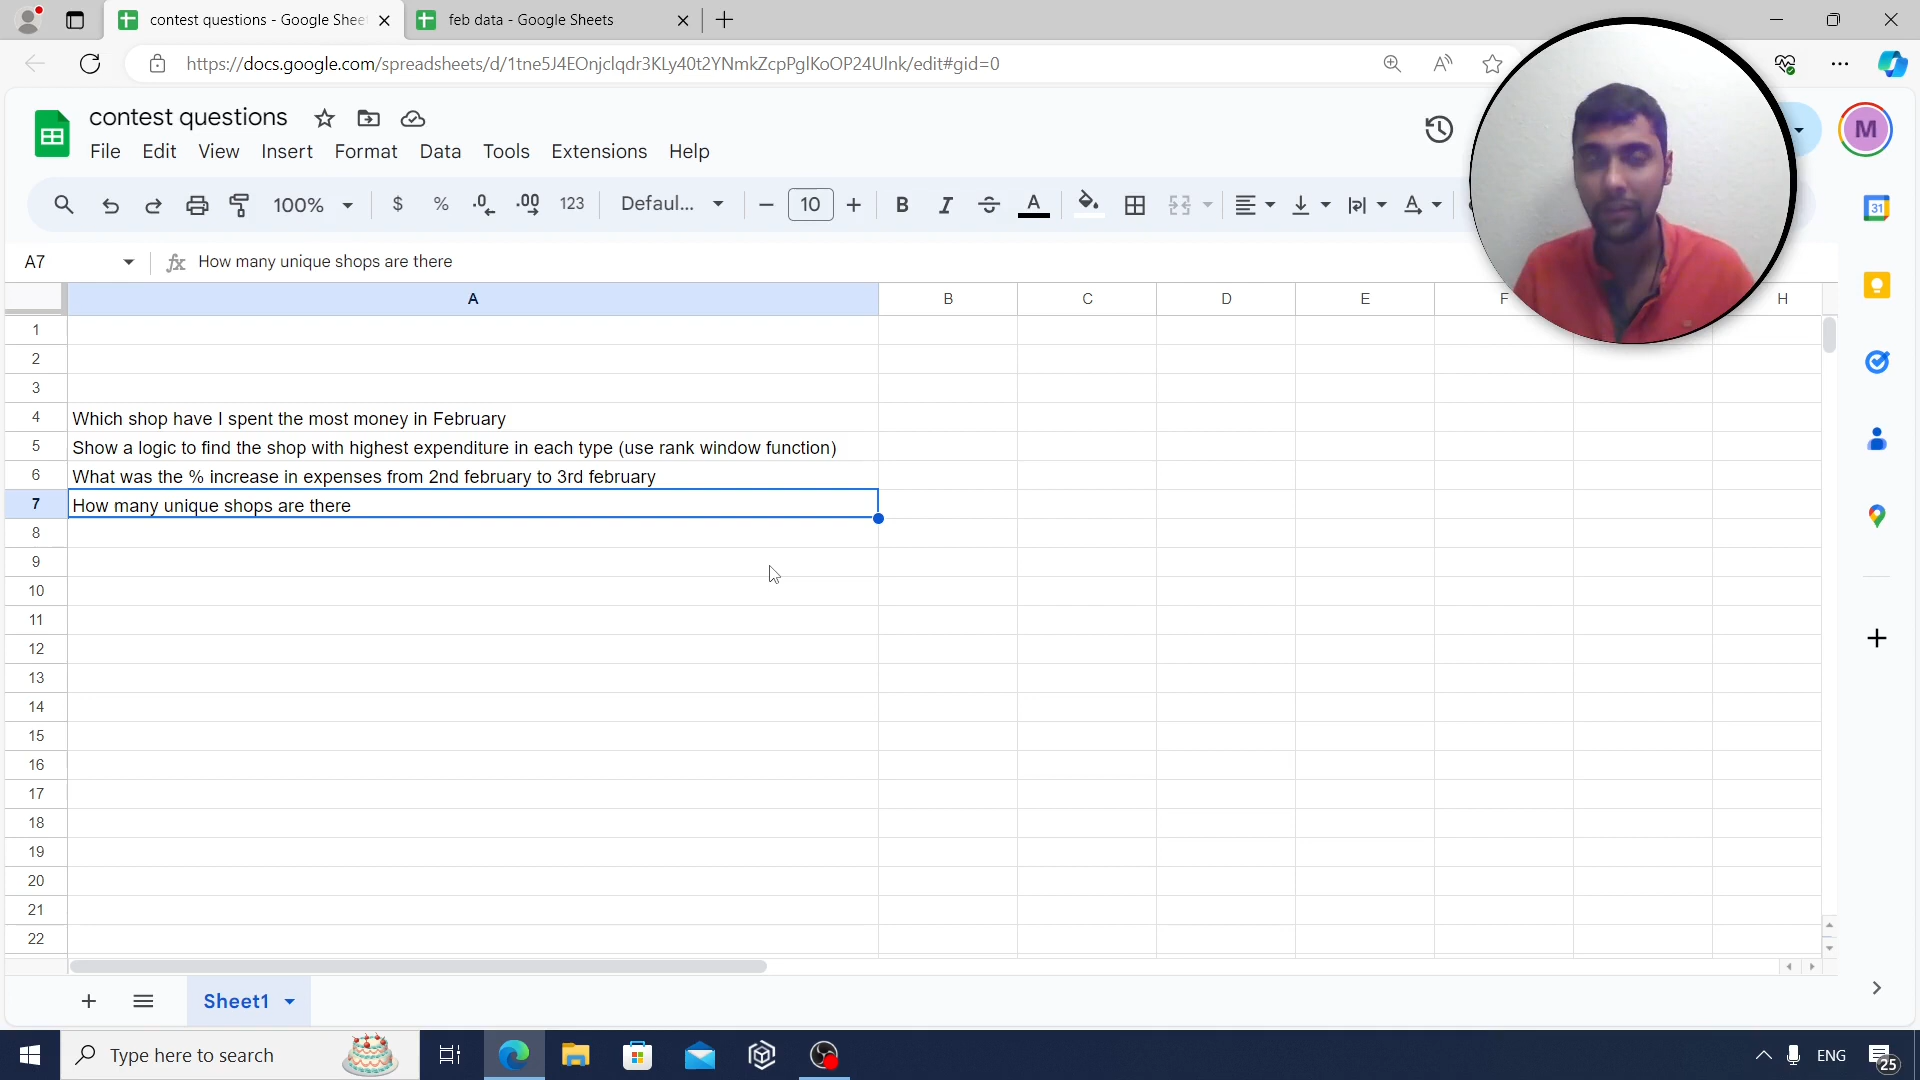 contest questions - Google Shee
feb data - Google Sheets
https://docs.google.com/spreadsheets/d/1tne5J4EOnjclqdr3KLy40t2YNmkZcpPglKoOP24Ulnk/edit#gid=0
contest questions
File Edit View Insert Format Data Tools Extensions Help
M
100% $ % .0 .00 123 Defaul... 10 B I A
31
A7 fx How many unique shops are there
A B C D E F H
1
2
3
4 Which shop have I spent the most money in February
5 Show a logic to find the shop with highest expenditure in each type (use rank window function)
6 What was the % increase in expenses from 2nd february to 3rd february
7 How many unique shops are there
8
9
10
11
12
13
14
15
16
17
18
19
20
21
22
Sheet1
Type here to search
ENG
25